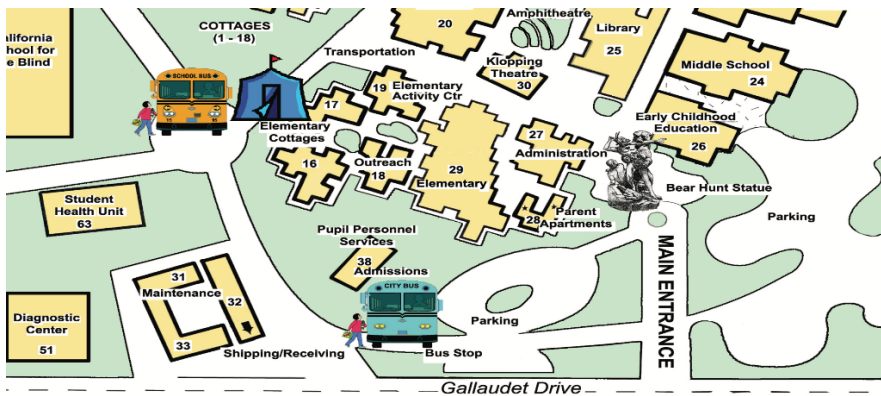 COTTAGES
(1 - 18)
20
Amphitheatre
Library
25
alifornia
hool for
e Blind
Transportation
Klopping
Theatre
30
Middle School
24
SCHOOL BUS
17
19
Elementary
Activity Ctr
Elementary
Cottages
16
Outreach
18
29
Elementary
27
Administration
Early Childhood
Education
26
Bear Hunt Statue
28
Parent
Apartments
Parking
Student
Health Unit
63
Pupil Personnel
Services
38
Admissions
CITY BUS
MAIN ENTRANCE
31
Maintenance
32
33
Diagnostic
Center
51
Shipping/Receiving
Bus Stop
Parking
Gallaudet Drive